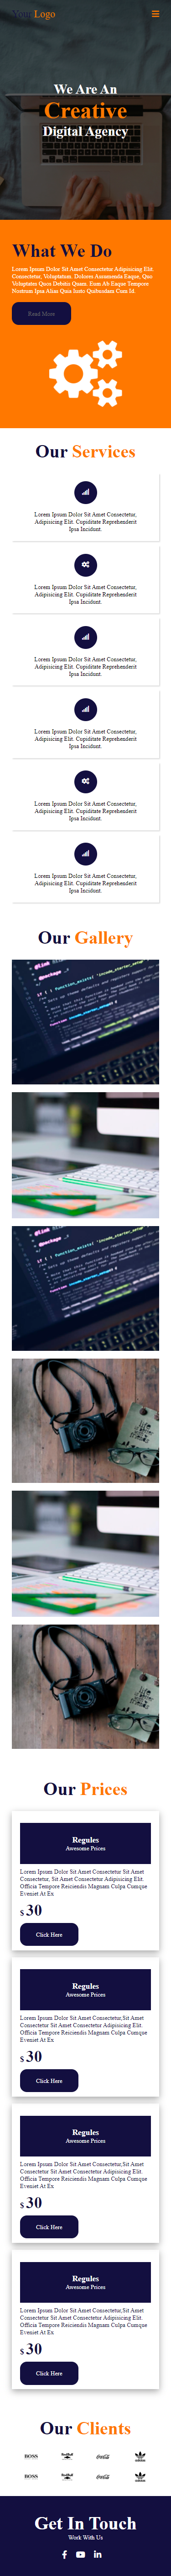 Your Logo
We Are An
Creative
Digital Agency
What We Do
Lorem Ipsum Dolor Sit Amet Consectetur Adipisicing Elit.
Consectetur, Voluptatum. Dolores Assumenda Eaque, Quo
Voluptates Quos Debitis Quam. Eum Ab Eaque Tempore
Nostrum Ipsa Alias Quia Iusto Quibusdam Cum Id.
Read More
Our Services
Lorem Ipsum Dolor Sit Amet Consectetur,
Adipisicing Elit. Cupiditate Reprehenderit
Ipsa Incidunt.
Lorem Ipsum Dolor Sit Amet Consectetur,
Adipisicing Elit. Cupiditate Reprehenderit
Ipsa Incidunt.
Lorem Ipsum Dolor Sit Amet Consectetur,
Adipisicing Elit. Cupiditate Reprehenderit
Ipsa Incidunt.
Lorem Ipsum Dolor Sit Amet Consectetur,
Adipisicing Elit. Cupiditate Reprehenderit
Ipsa Incidunt.
Lorem Ipsum Dolor Sit Amet Consectetur,
Adipisicing Elit. Cupiditate Reprehenderit
Ipsa Incidunt.
Lorem Ipsum Dolor Sit Amet Consectetur,
Adipisicing Elit. Cupiditate Reprehenderit
Ipsa Incidunt.
Our Gallery
Our Prices
Regules
Awesome Prices
Lorem Ipsum Dolor Sit Amet Consectetur Sit Amet
Consectetur, Sit Amet Consectetur Adipisicing Elit.
Officia Tempore Reiciendis Magnam Culpa Cumque
Eveniet At Ex
$ 30
Click Here
Regules
Awesome Prices
Lorem Ipsum Dolor Sit Amet Consectetur,Sit Amet
Consectetur Sit Amet Consectetur Adipisicing Elit.
Officia Tempore Reiciendis Magnam Culpa Cumque
Eveniet At Ex
$ 30
Click Here
Regules
Awesome Prices
Lorem Ipsum Dolor Sit Amet Consectetur,Sit Amet
Consectetur Sit Amet Consectetur Adipisicing Elit.
Officia Tempore Reiciendis Magnam Culpa Cumque
Eveniet At Ex
$ 30
Click Here
Regules
Awesome Prices
Lorem Ipsum Dolor Sit Amet Consectetur,Sit Amet
Consectetur Sit Amet Consectetur Adipisicing Elit.
Officia Tempore Reiciendis Magnam Culpa Cumque
Eveniet At Ex
$ 30
Click Here
Our Clients
BOSS Coca-Cola adidas
BOSS Coca-Cola adidas
Get In Touch
Work With Us